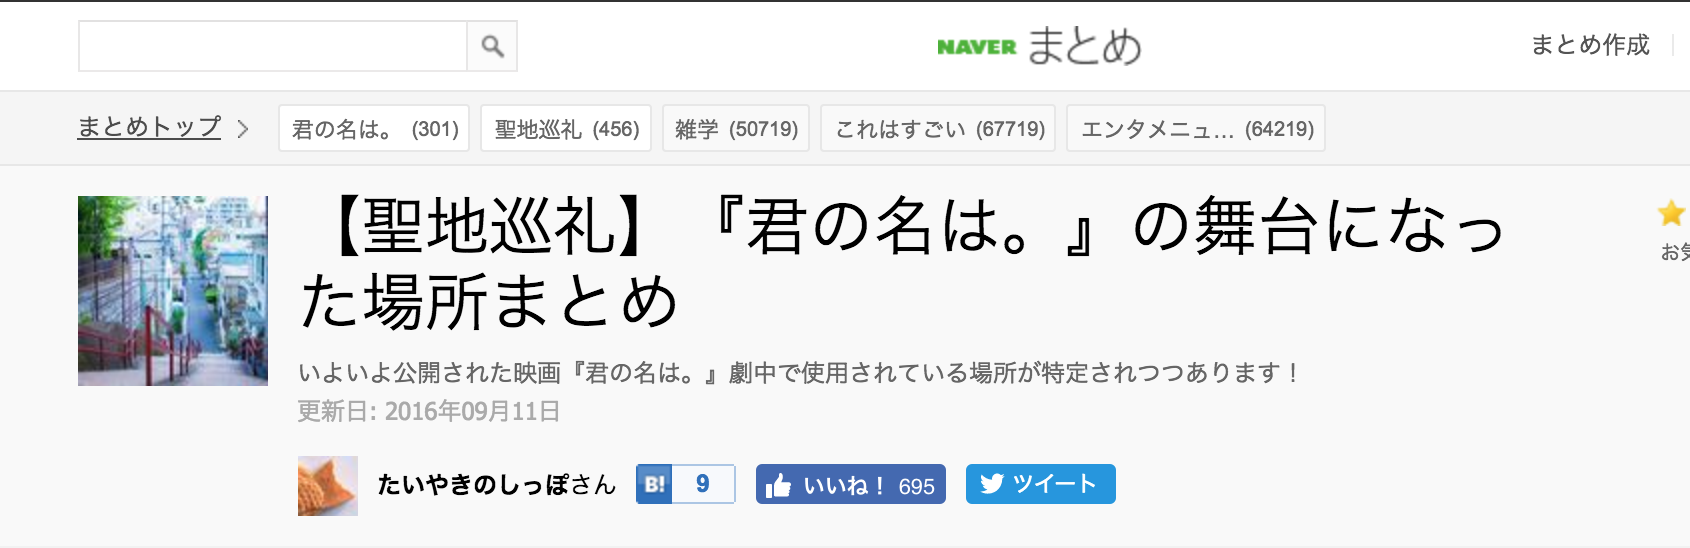 NAVER まとめ
まとめ作成
まとめトップ
君の名は。 (301)
聖地巡礼 (456)
雑学 (50719)
これはすごい (67719)
エンタメニュ... (64219)
【聖地巡礼】『君の名は。』の舞台になっ
た場所まとめ
お気
いよいよ公開された映画『君の名は。』劇中で使用されている場所が特定されつつあります！
更新日: 2016年09月11日
たいやきのしっぽさん
B! 9
いいね！ 695
ツイート